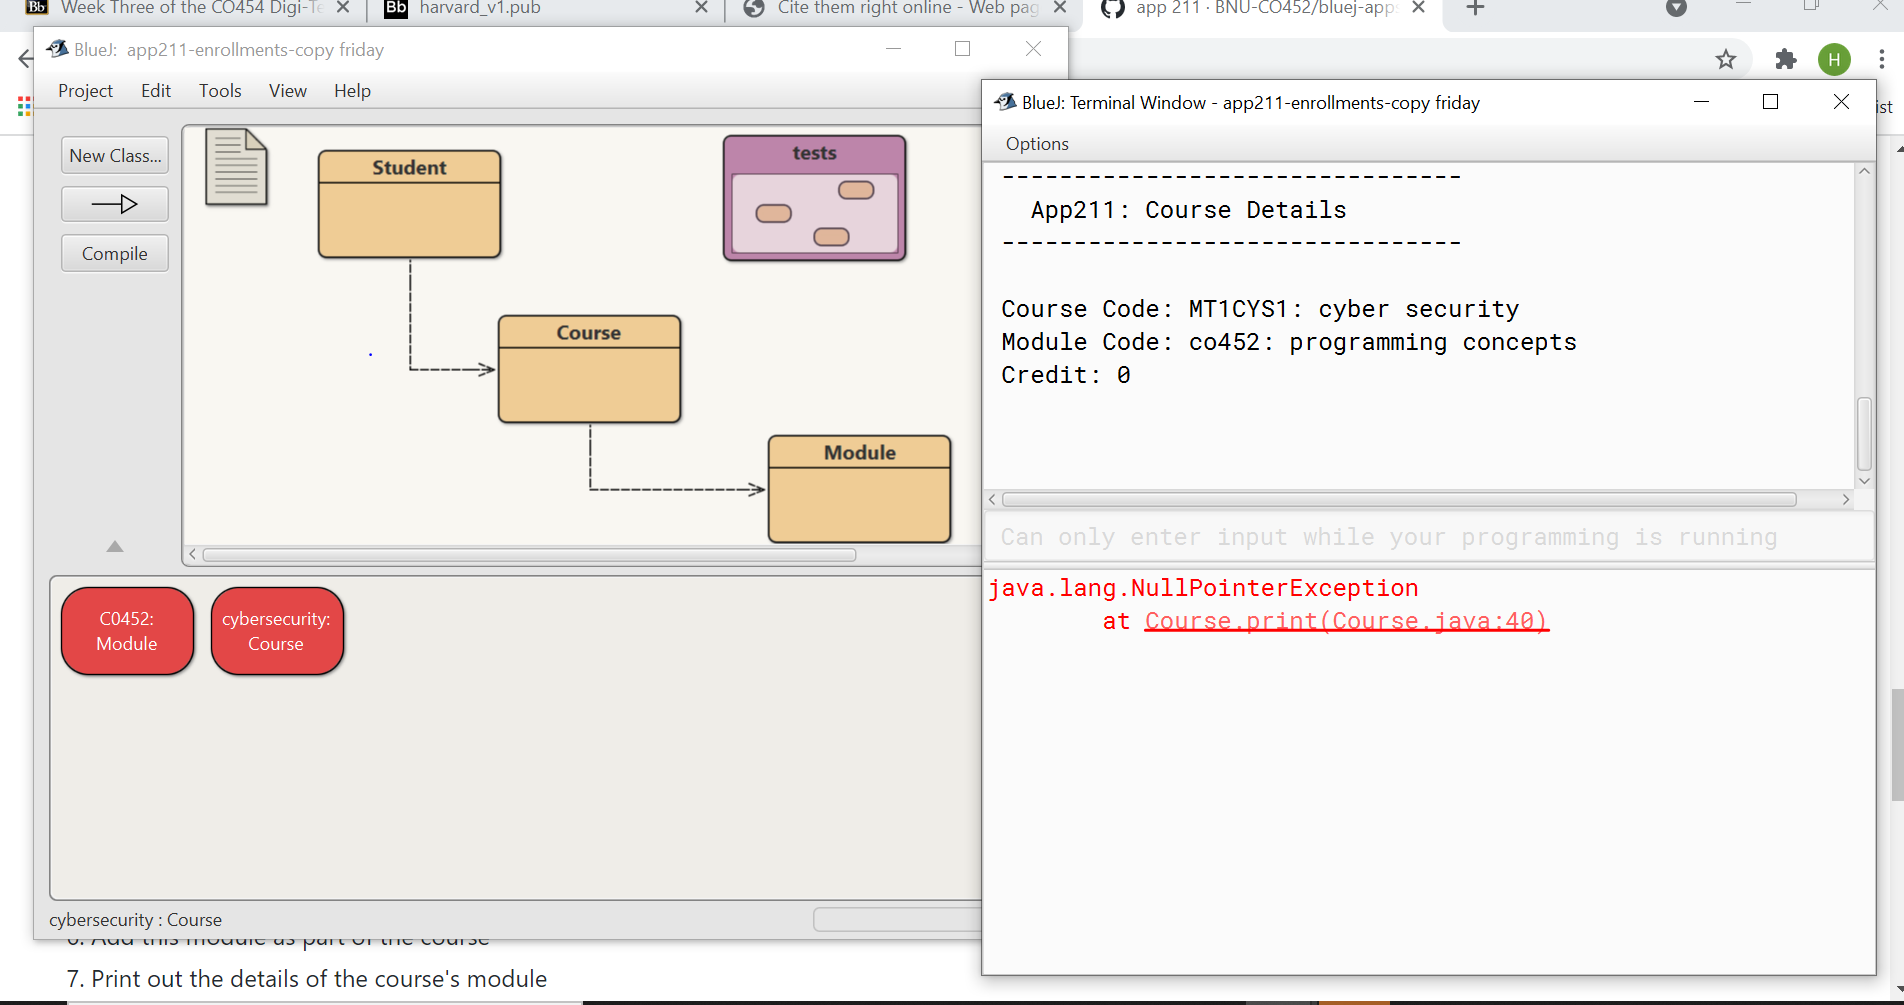 Bb Week Three of the CO454 Digi-Te
Bb harvard_v1.pub
Cite them right online - Web pag
app 211 · BNU-CO452/bluej-apps
BlueJ: app211-enrollments-copy friday
H
Project Edit Tools View Help
BlueJ: Terminal Window - app211-enrollments-copy friday
ist
Options
New Class...
Compile
Student
tests
Course
Module
--------------------------------
App211: Course Details
--------------------------------
Course Code: MT1CYS1: cyber security
Module Code: co452: programming concepts
Credit: 0
Can only enter input while your programming is running
java.lang.NullPointerException
at Course.print(Course.java:40)
C0452:
Module
cybersecurity:
Course
cybersecurity : Course
6. Add this module as part of the course
7. Print out the details of the course's module